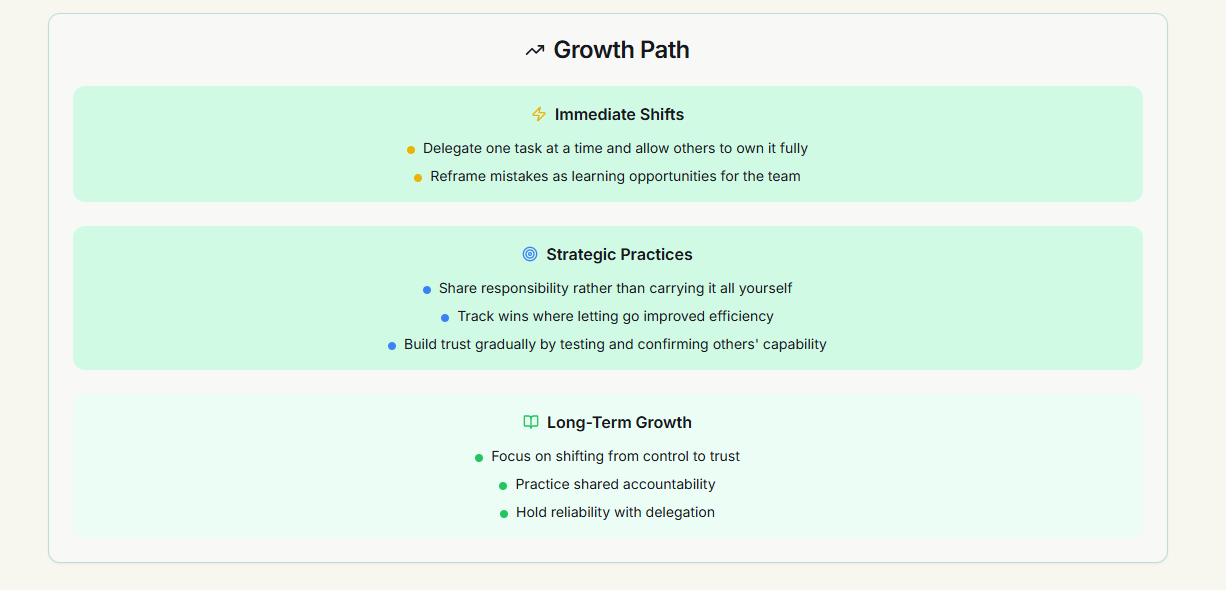 Growth Path
Immediate Shifts
Delegate one task at a time and allow others to own it fully
Reframe mistakes as learning opportunities for the team
Strategic Practices
Share responsibility rather than carrying it all yourself
Track wins where letting go improved efficiency
Build trust gradually by testing and confirming others' capability
Long-Term Growth
Focus on shifting from control to trust
Practice shared accountability
Hold reliability with delegation